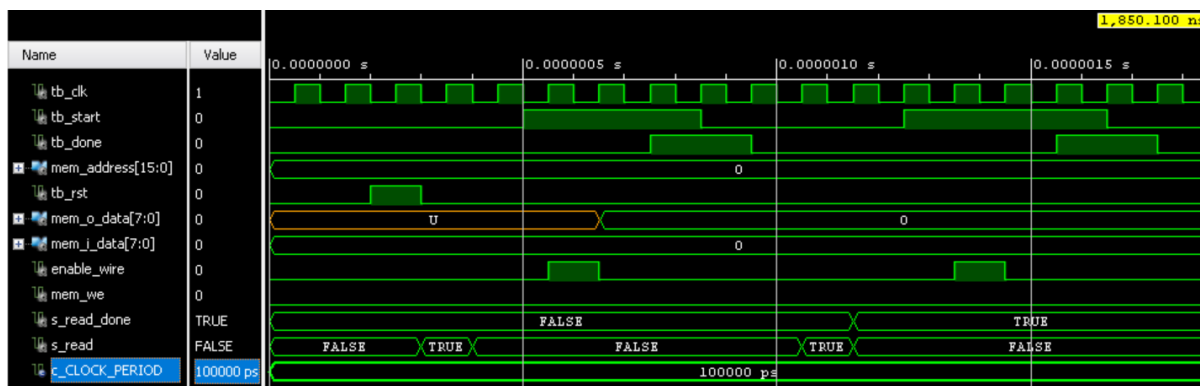 1,850.100 ns
Name Value
0.0000000 s 0.0000005 s 0.0000010 s 0.0000015 s
tb_clk 1
tb_start 0
tb_done 0
mem_address[15:0] 0 0
tb_rst 0
mem_o_data[7:0] 0 U 0
mem_i_data[7:0] 0 0
enable_wire 0
mem_we 0
s_read_done TRUE FALSE TRUE
s_read FALSE FALSE TRUE FALSE TRUE FALSE
c_CLOCK_PERIOD 100000 ps 100000 ps